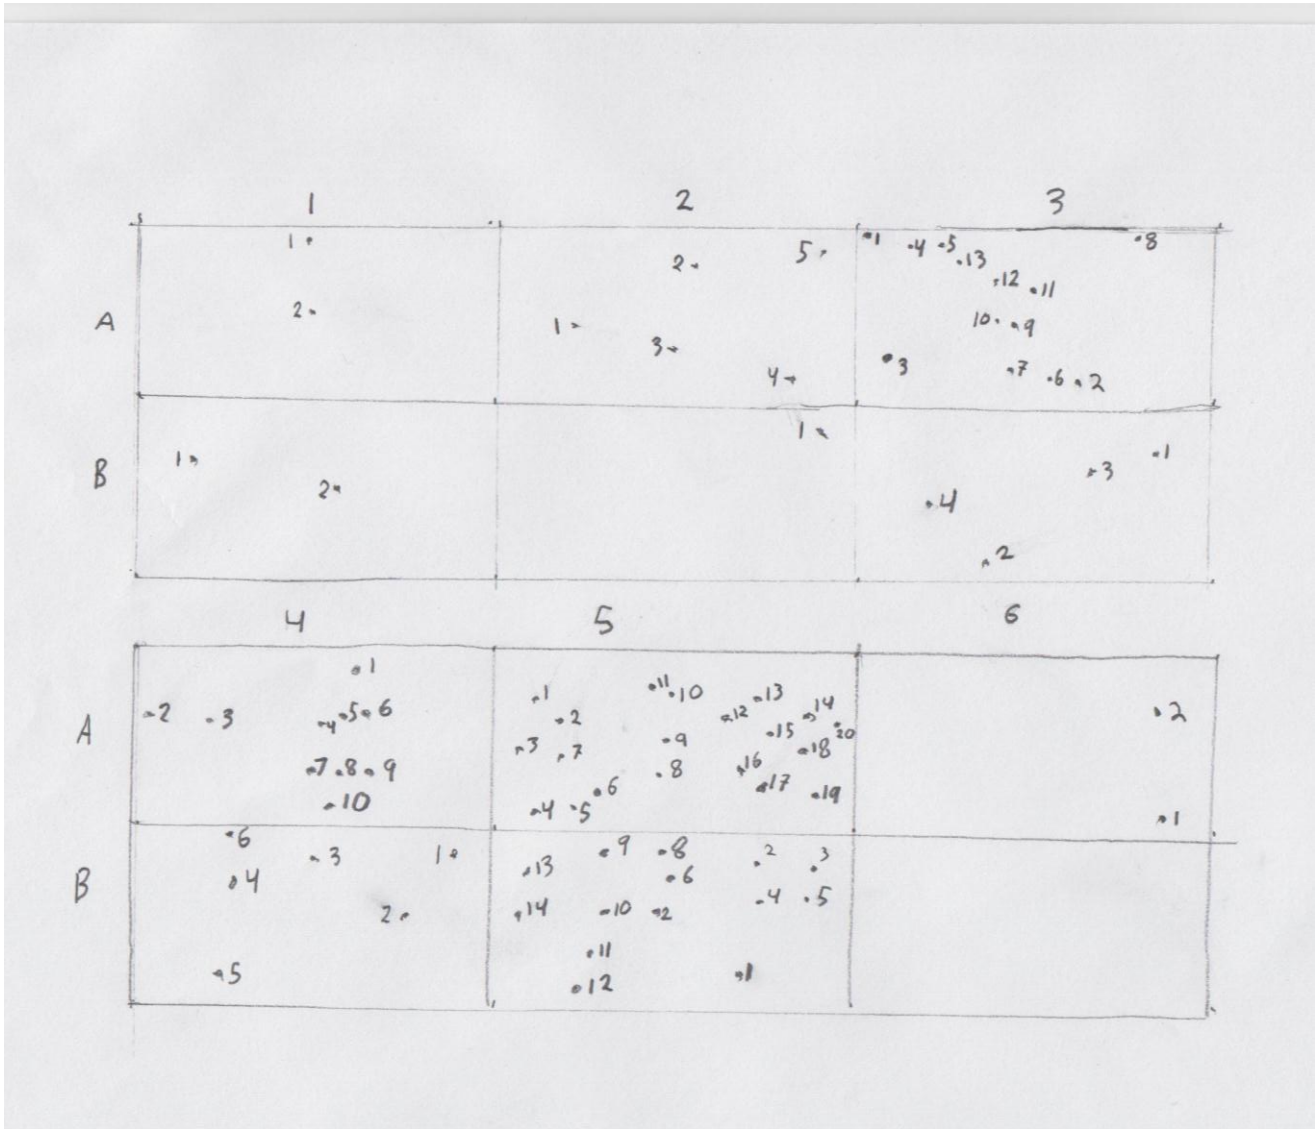 1 2 3
1 8
1 4 5
2 5 13
12
11
A 2 1 10 9
3 3
4 7 6 2
1
B 1 3 1
2 4
2
4 5 6
1 1 11 10 13 14
A 2 3 4 5 6 2 12 15 20 2
3 7 9 18
7 8 9 8 16
10 6 17 19
4 5 1
6 3 1 9 8 2 3
B 4 13 6
2 14 10 2 4 5
11
5 12 1